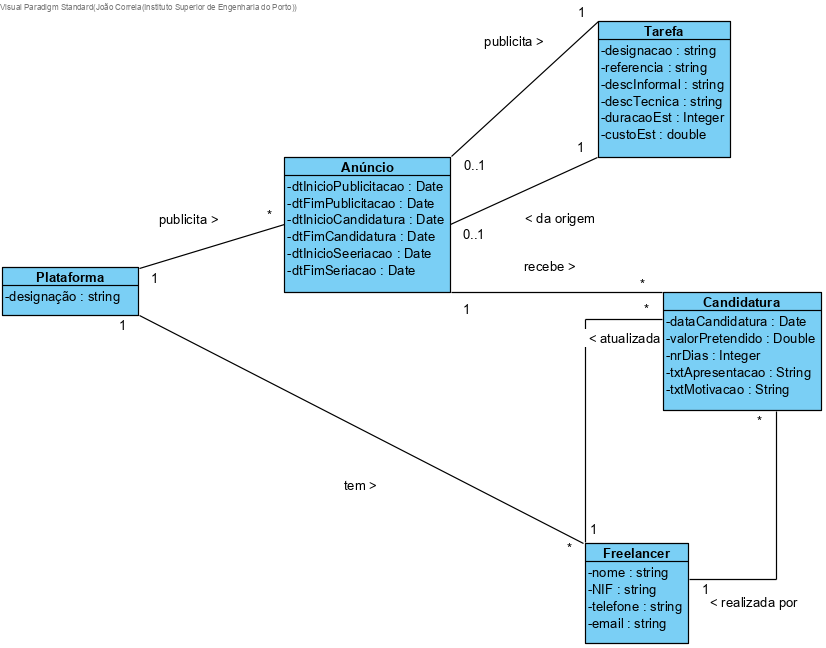 Visual Paradigm Standard(João Correia(Instituto Superior de Engenharia do Porto))
1
Tarefa
-designacao : string
-referencia : string
-descInformal : string
-descTecnica : string
-duracaoEst : Integer
-custoEst : double
publicita >
1
0..1
Anúncio
-dtInicioPublicitacao : Date
-dtFimPublicitacao : Date
-dtInicioCandidatura : Date
-dtFimCandidatura : Date
-dtInicioSeeriacao : Date
-dtFimSeriacao : Date
< da origem
0..1
publicita >
*
1
Plataforma
-designação : string
1
recebe >
*
1
Candidatura
-dataCandidatura : Date
-valorPretendido : Double
-nrDias : Integer
-txtApresentacao : String
-txtMotivacao : String
*
< atualizada
*
tem >
1
*
Freelancer
-nome : string
-NIF : string
-telefone : string
-email : string
1
< realizada por